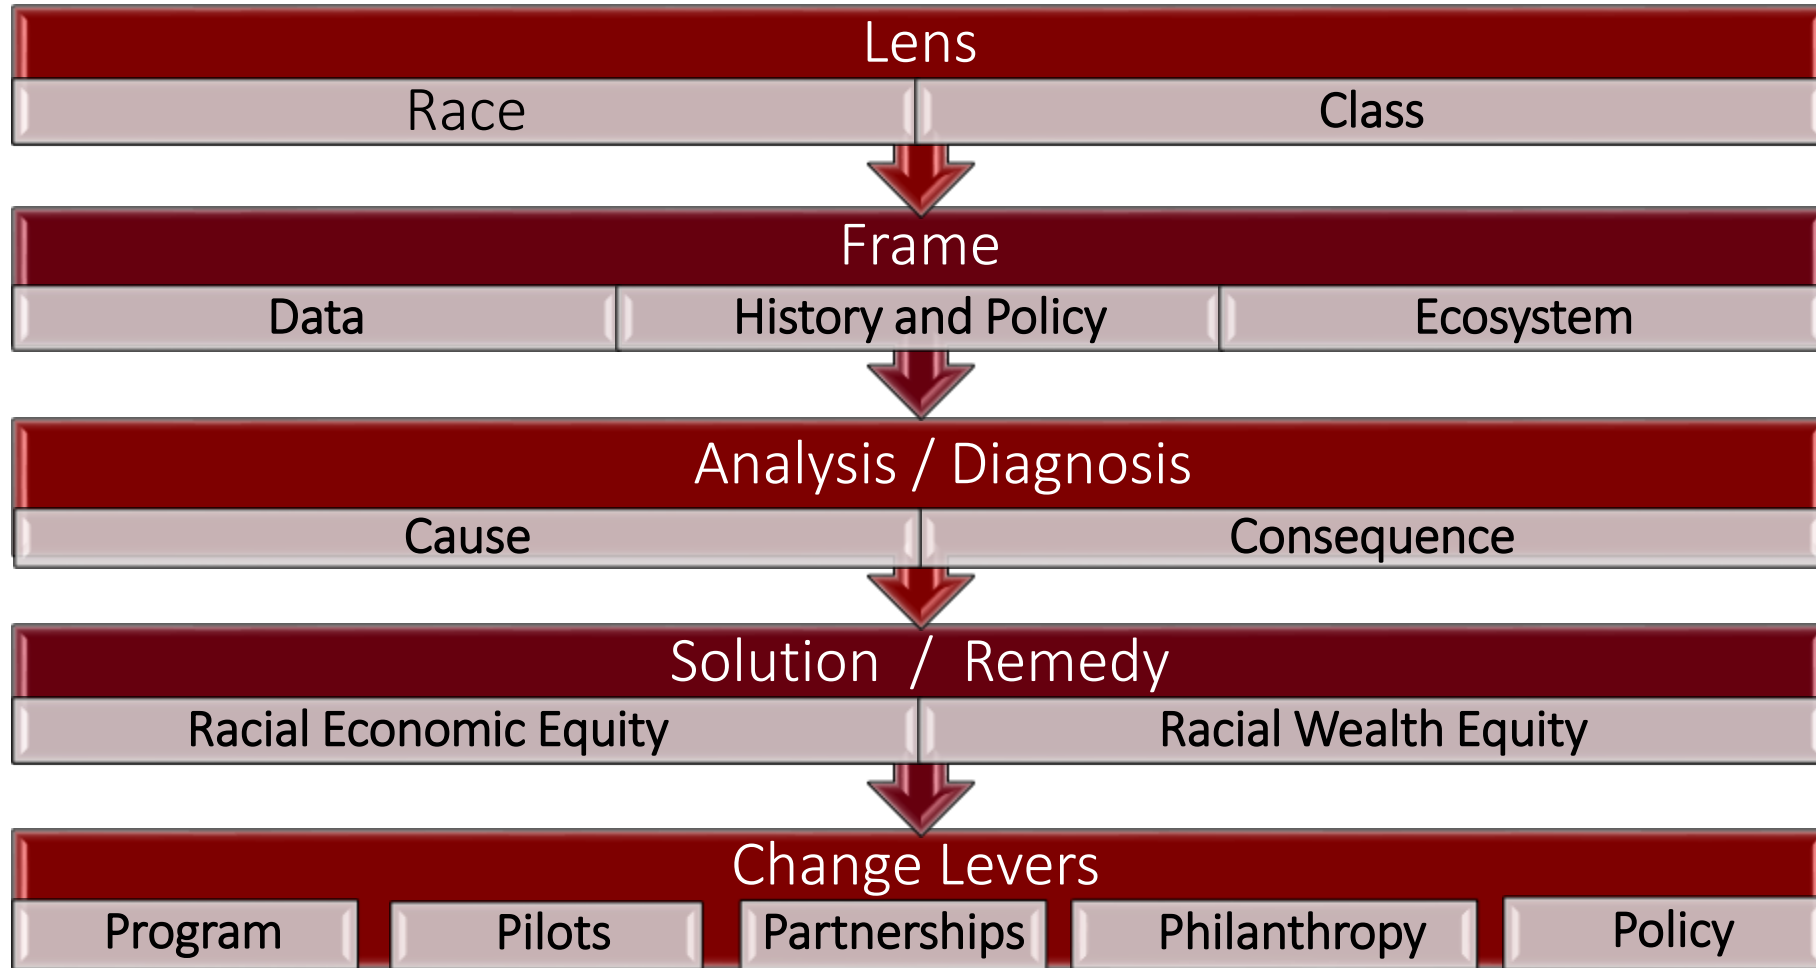 Lens
Race Class
Frame
Data History and Policy Ecosystem
Analysis / Diagnosis
Cause Consequence
Solution / Remedy
Racial Economic Equity Racial Wealth Equity
Change Levers
Program Pilots Partnerships Philanthropy Policy